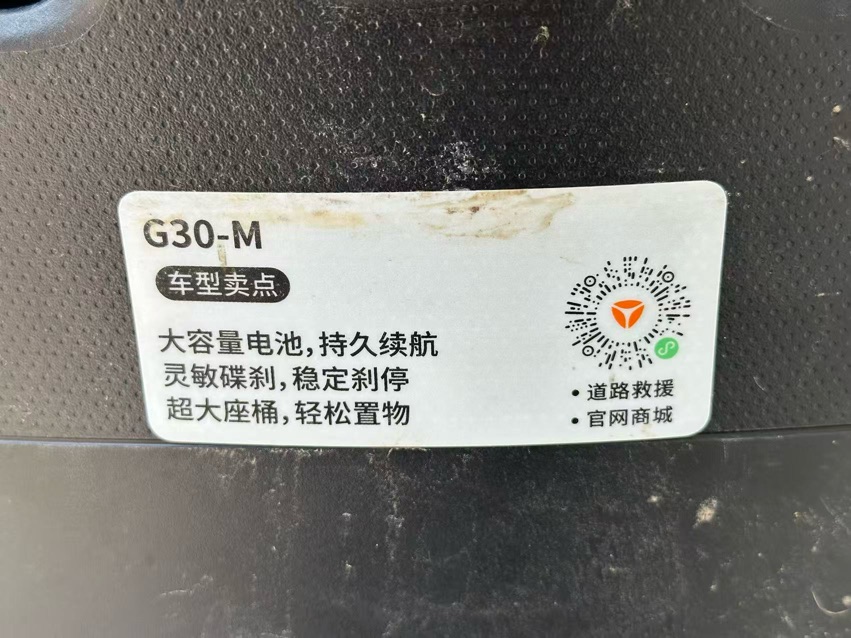 G30-M
车型卖点
大容量电池,持久续航
灵敏碟刹,稳定刹停
超大座桶,轻松置物
• 道路救援
• 官网商城